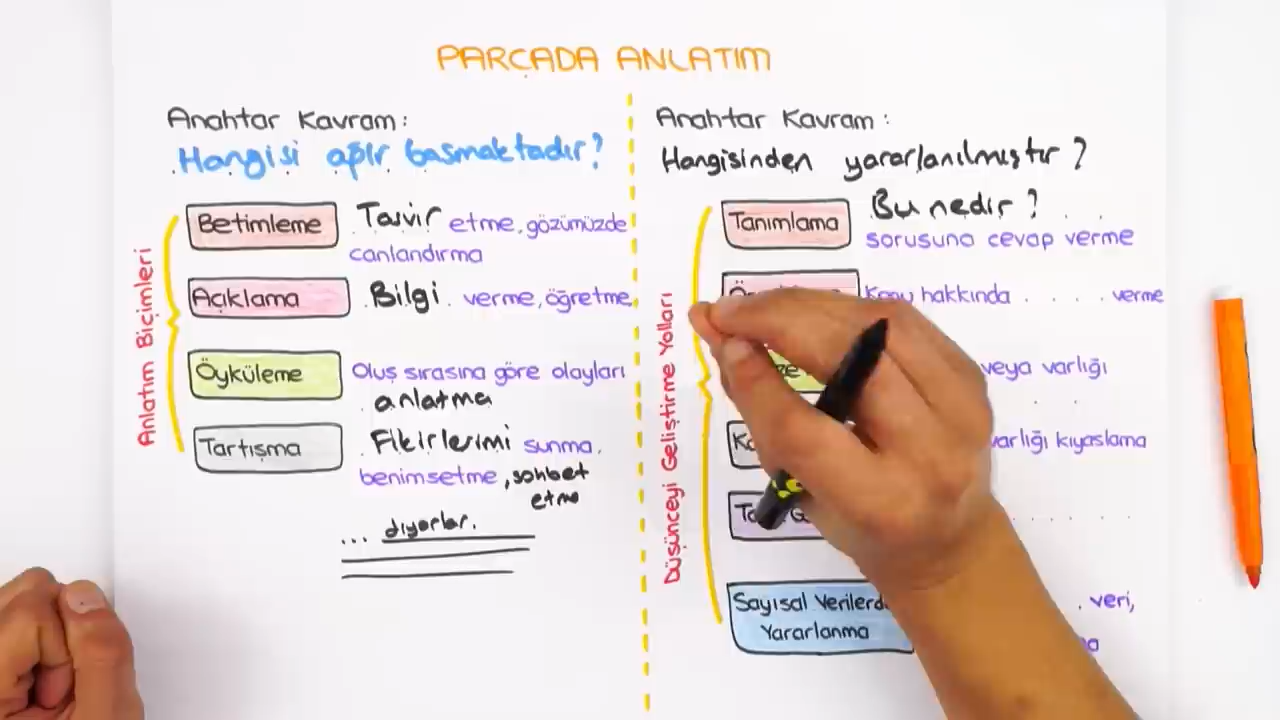 PARÇADA ANLATIM
Anahtar Kavram:
Hangisi ağır basmaktadır?
Anlatım Biçimleri
Betimleme
Tasvir etme, gözümüzde
canlandırma
Açıklama
Bilgi verme, öğretme
Öyküleme
Oluş sırasına göre olayları
anlatma
Tartışma
Fikirlerimi sunma,
benimsetme, sohbet
etme
... diyorlar.
Anahtar Kavram:
Hangisinden yararlanılmıştır?
Düşünceyi Geliştirme Yolları
Tanımlama
Bu nedir?
sorusuna cevap verme
Konu hakkında . . . . . verme
veya varlığı
varlığı kıyaslama
Sayısal
Yararlanma
veri,